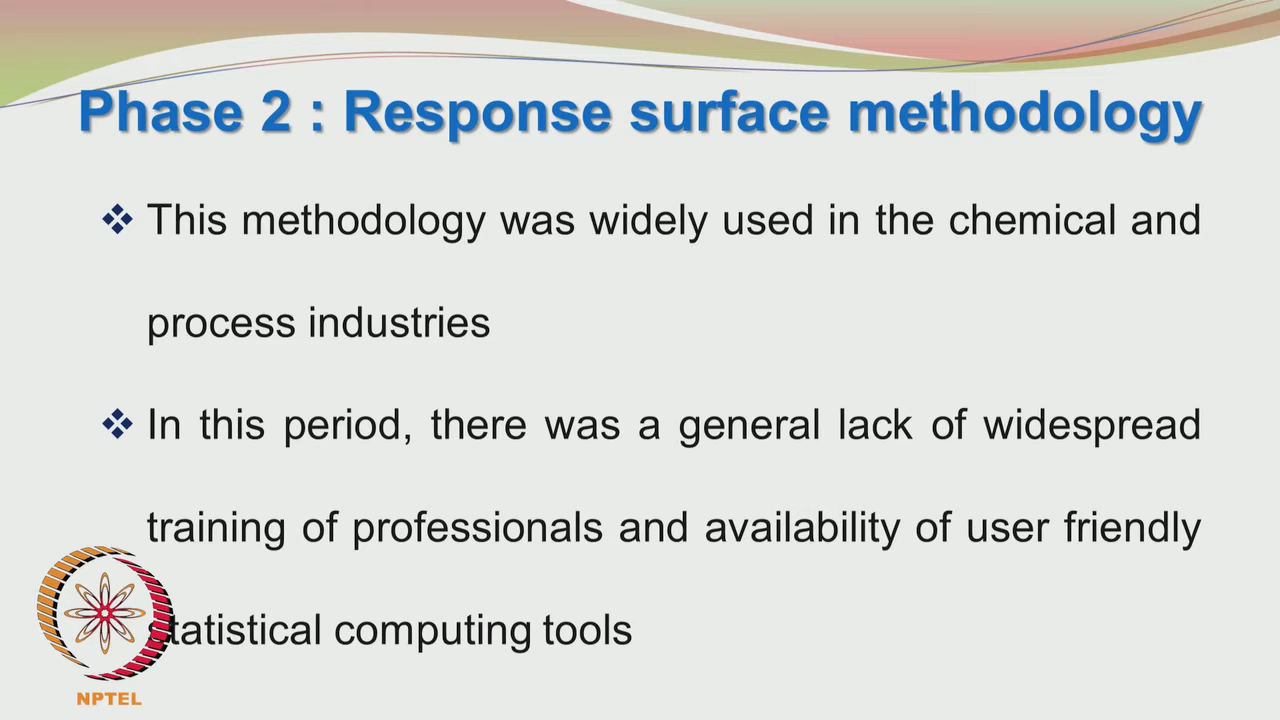 Phase 2 : Response surface methodology
❖ This methodology was widely used in the chemical and
process industries
❖ In this period, there was a general lack of widespread
training of professionals and availability of user friendly
statistical computing tools
NPTEL